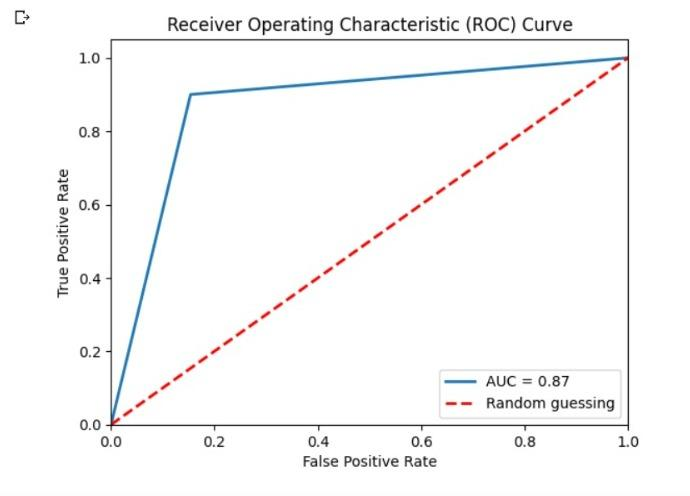 Receiver Operating Characteristic (ROC) Curve
1.0
0.8
0.6
0.4
0.2
0.0
True Positive Rate
AUC = 0.87
Random guessing
0.0 0.2 0.4 0.6 0.8 1.0
False Positive Rate